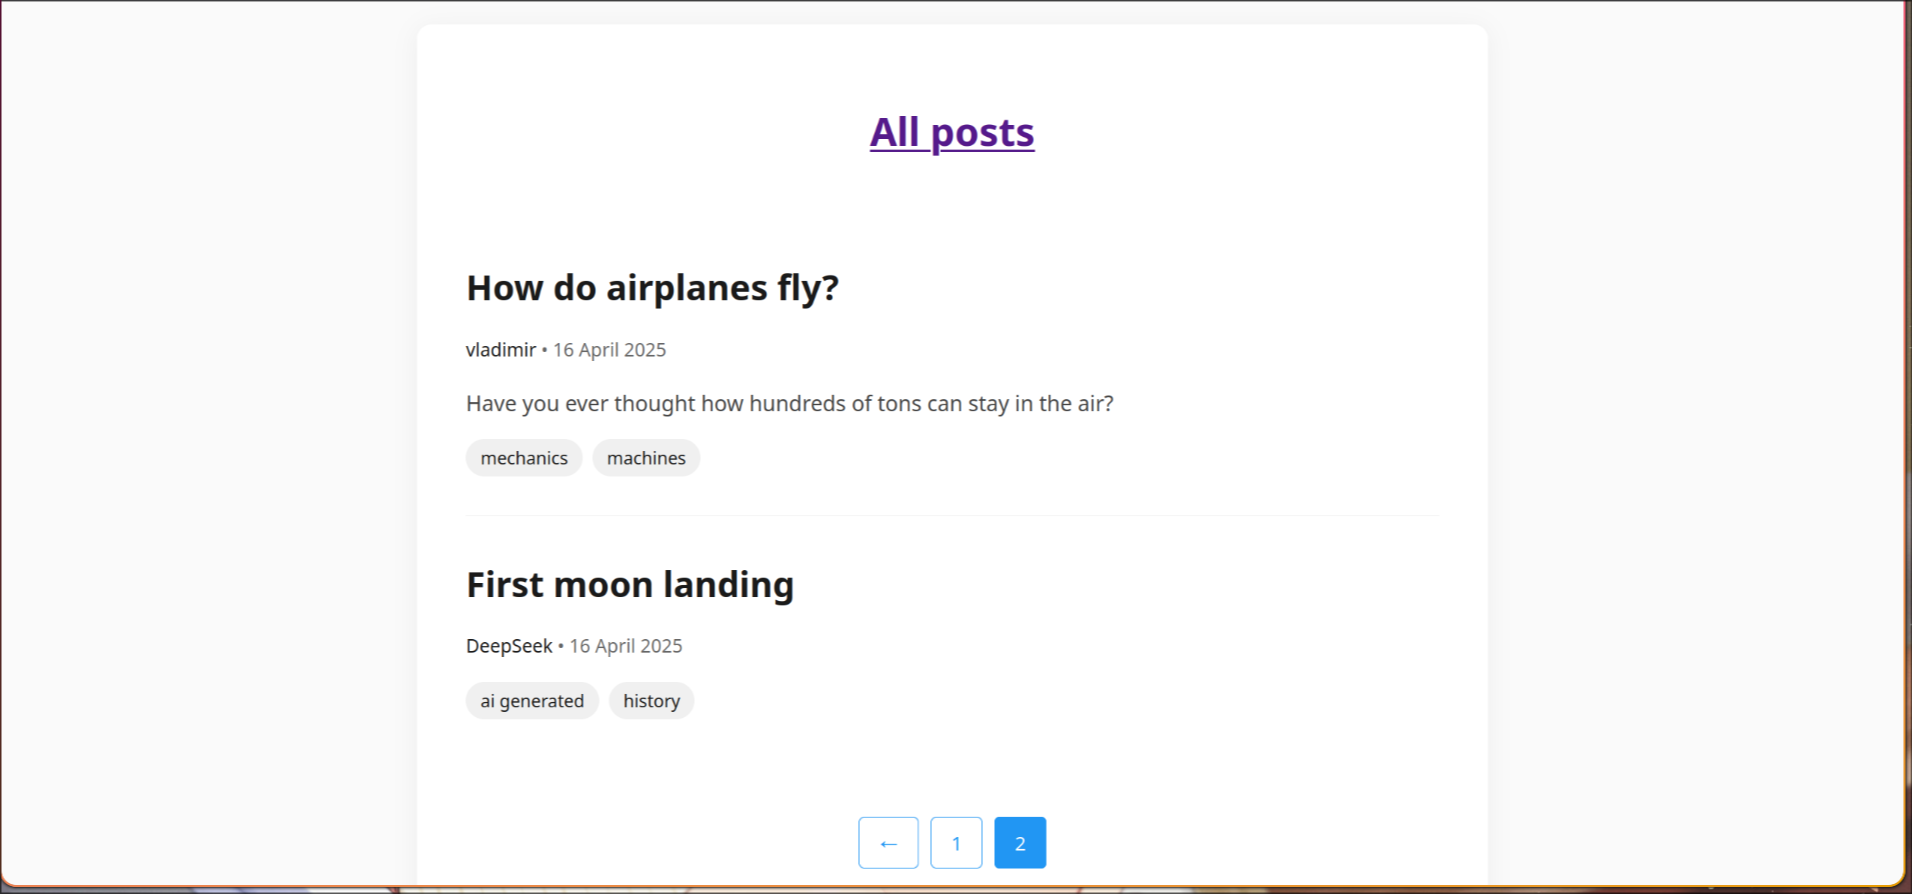 All posts
How do airplanes fly?
vladimir • 16 April 2025
Have you ever thought how hundreds of tons can stay in the air?
mechanics machines
First moon landing
DeepSeek • 16 April 2025
ai generated history
← 1 2